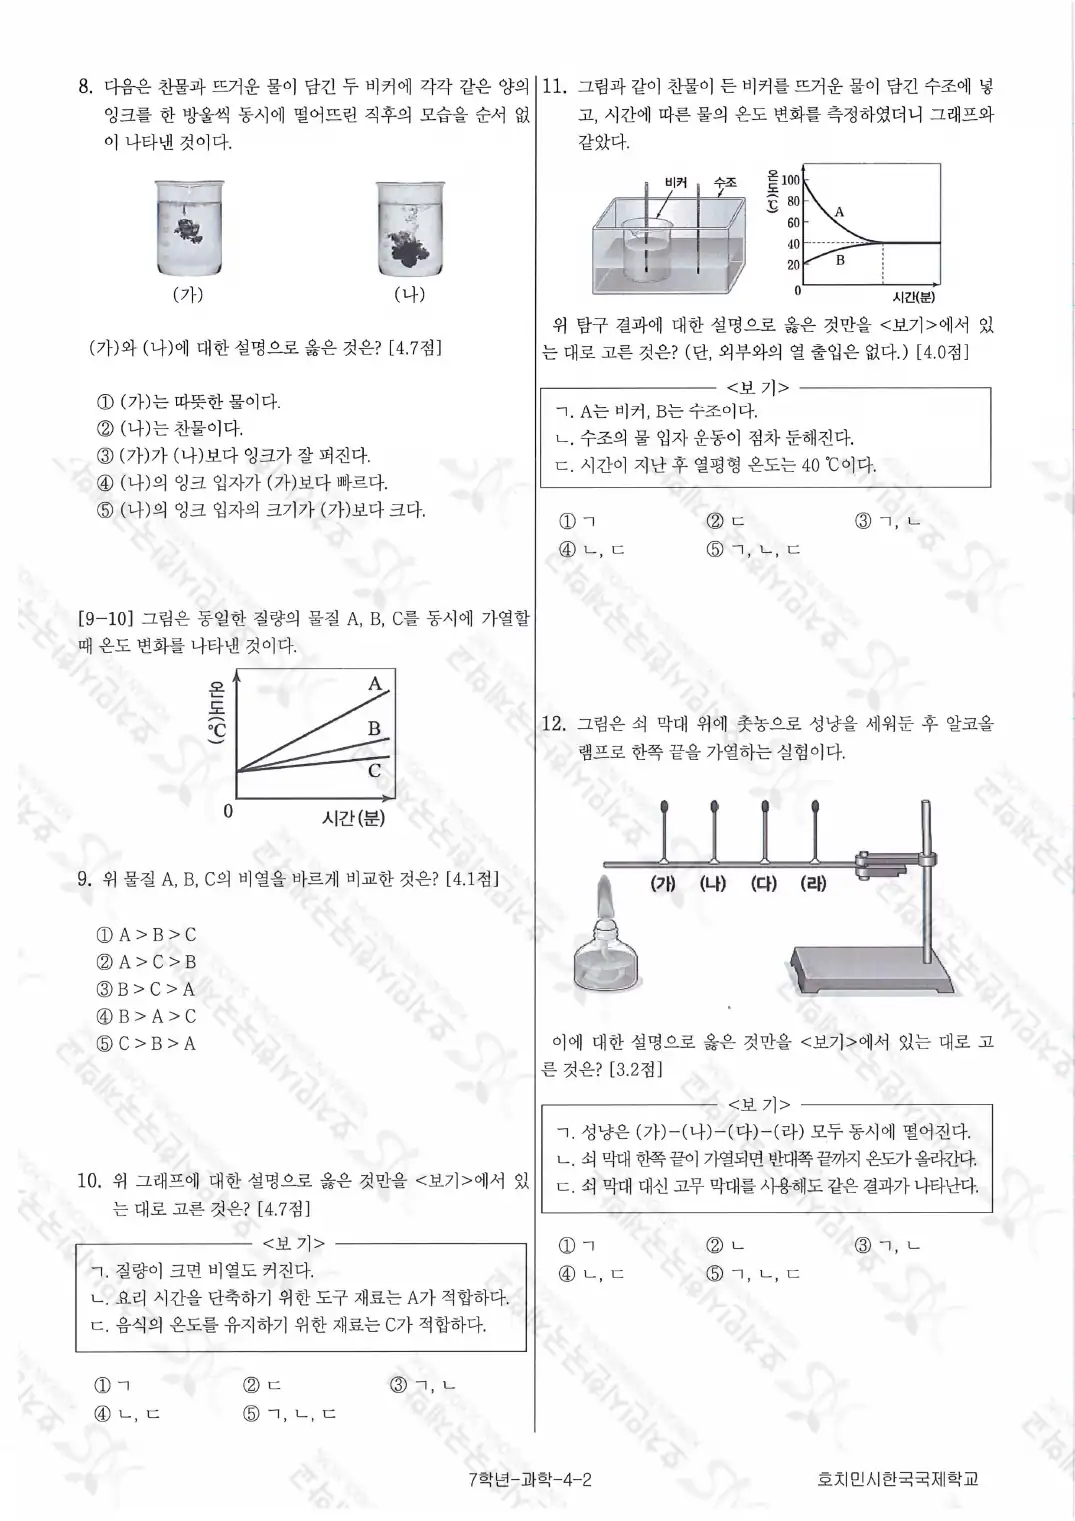 8. 다음은 찬물과 뜨거운 물이 담긴 두 비커에 각각 같은 양의
잉크를 한 방울씩 동시에 떨어뜨린 직후의 모습을 순서 없
이 나타낸 것이다.
(가)
(나)
(가)와 (나)에 대한 설명으로 옳은 것은? [4.7점]
① (가)는 따뜻한 물이다.
② (나)는 찬물이다.
③ (가)가 (나)보다 잉크가 잘 퍼진다.
④ (나)의 잉크 입자가 (가)보다 빠르다.
⑤ (나)의 잉크 입자의 크기가 (가)보다 크다.
[9-10] 그림은 동일한 질량의 물질 A, B, C를 동시에 가열할
때 온도 변화를 나타낸 것이다.
온도(℃)
A
B
C
0
시간(분)
9. 위 물질 A, B, C의 비열을 바르게 비교한 것은? [4.1점]
① A > B > C
② A > C > B
③ B > C > A
④ B > A > C
⑤ C > B > A
10. 위 그래프에 대한 설명으로 옳은 것만을 <보기>에서 있
는 대로 고른 것은? [4.7점]
<보 기>
ㄱ. 질량이 크면 비열도 커진다.
ㄴ. 요리 시간을 단축하기 위한 도구 재료는 A가 적합하다.
ㄷ. 음식의 온도를 유지하기 위한 재료는 C가 적합하다.
① ㄱ ② ㄷ ③ ㄱ, ㄴ
④ ㄴ, ㄷ ⑤ ㄱ, ㄴ, ㄷ
11. 그림과 같이 찬물이 든 비커를 뜨거운 물이 담긴 수조에 넣
고, 시간에 따른 물의 온도 변화를 측정하였더니 그래프와
같았다.
비커
수조
온도(℃)
100
80
60
40
20
0
A
B
시간(분)
위 탐구 결과에 대한 설명으로 옳은 것만을 <보기>에서 있
는 대로 고른 것은? (단, 외부와의 열 출입은 없다.) [4.0점]
<보 기>
ㄱ. A는 비커, B는 수조이다.
ㄴ. 수조의 물 입자 운동이 점차 둔해진다.
ㄷ. 시간이 지난 후 열평형 온도는 40 ℃이다.
① ㄱ ② ㄷ ③ ㄱ, ㄴ
④ ㄴ, ㄷ ⑤ ㄱ, ㄴ, ㄷ
12. 그림은 쇠 막대 위에 촛농으로 성냥을 세워둔 후 알코올
램프로 한쪽 끝을 가열하는 실험이다.
(가) (나) (다) (라)
이에 대한 설명으로 옳은 것만을 <보기>에서 있는 대로 고
른 것은? [3.2점]
<보 기>
ㄱ. 성냥은 (가)-(나)-(다)-(라) 모두 동시에 떨어진다.
ㄴ. 쇠 막대 한쪽 끝이 가열되면 반대쪽 끝까지 온도가 올라간다.
ㄷ. 쇠 막대 대신 고무 막대를 사용해도 같은 결과가 나타난다.
① ㄱ ② ㄴ ③ ㄱ, ㄴ
④ ㄴ, ㄷ ⑤ ㄱ, ㄴ, ㄷ
7학년-과학-4-2
호치민시한국국제학교